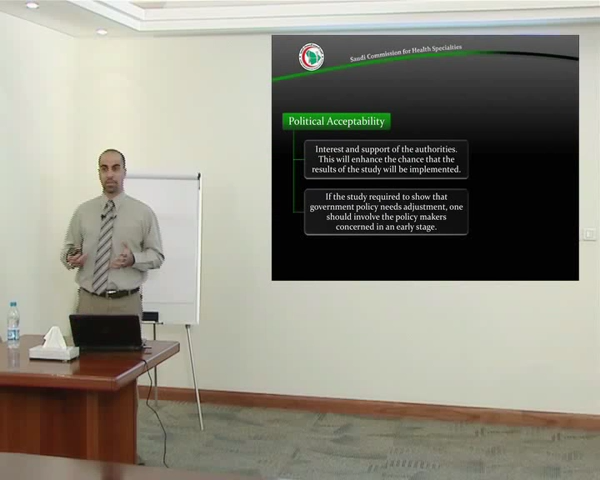 Saudi Commission for Health Specialties
Political Acceptability
Interest and support of the authorities.
This will enhance the chance that the
results of the study will be implemented.
If the study required to show that
government policy needs adjustment, one
should involve the policy makers
concerned in an early stage.